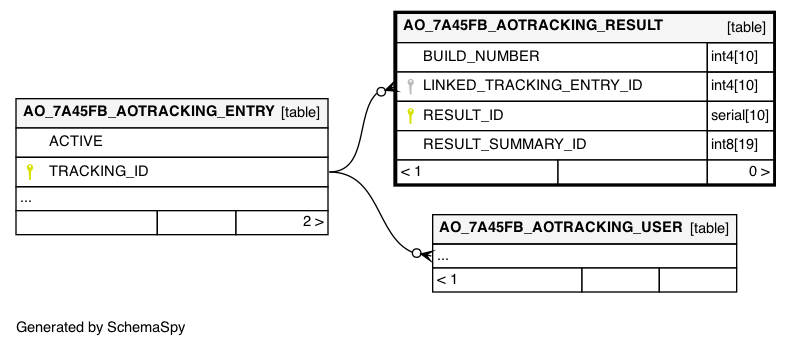 AO_7A45FB_AOTRACKING_RESULT [table]
BUILD_NUMBER int4[10]
LINKED_TRACKING_ENTRY_ID int4[10]
RESULT_ID serial[10]
RESULT_SUMMARY_ID int8[19]
< 1 0 >
AO_7A45FB_AOTRACKING_ENTRY [table]
ACTIVE
TRACKING_ID
...
2 >
AO_7A45FB_AOTRACKING_USER [table]
...
< 1
Generated by SchemaSpy